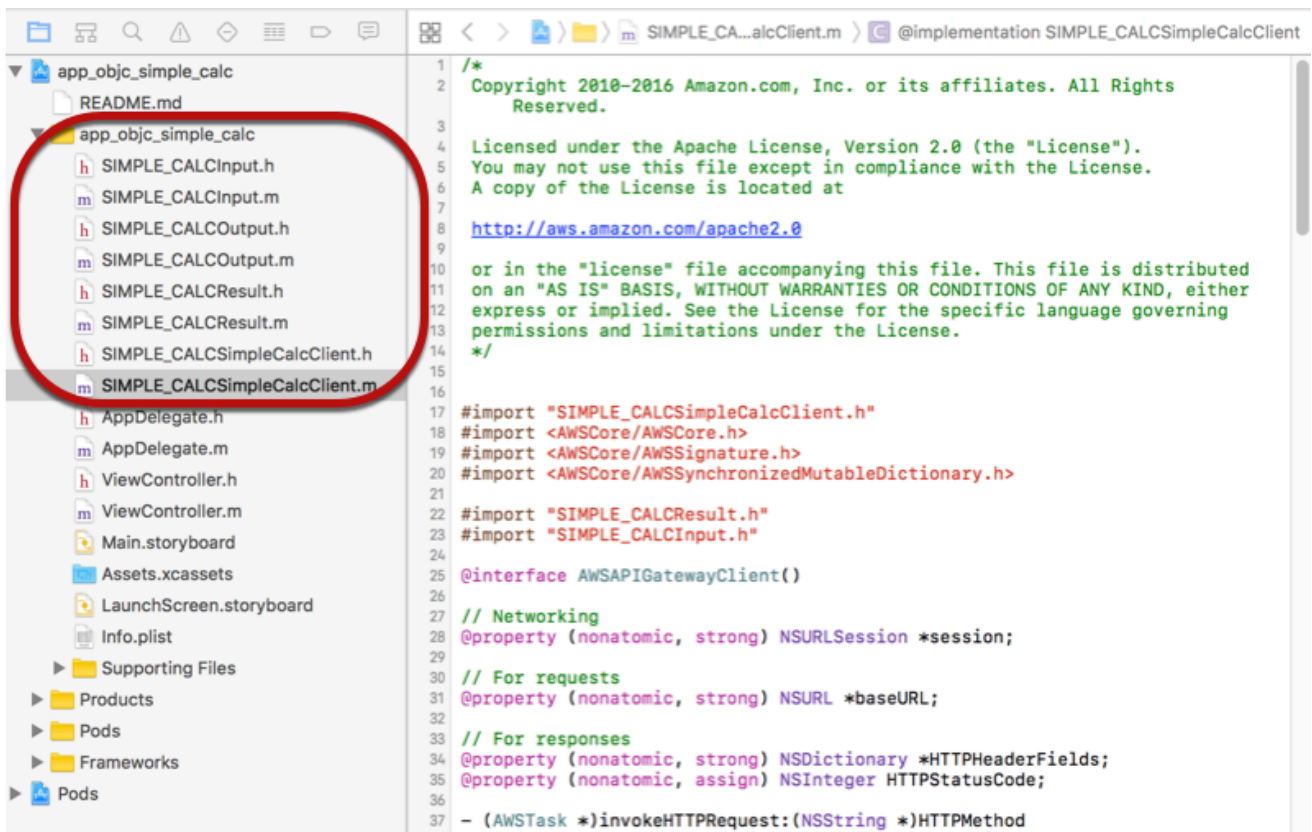 SIMPLE_CA...alcClient.m
@implementation SIMPLE_CALCSimpleCalcClient
app_objc_simple_calc
README.md
app_objc_simple_calc
SIMPLE_CALCInput.h
SIMPLE_CALCInput.m
SIMPLE_CALCOutput.h
SIMPLE_CALCOutput.m
SIMPLE_CALCResult.h
SIMPLE_CALCResult.m
SIMPLE_CALCSimpleCalcClient.h
SIMPLE_CALCSimpleCalcClient.m
AppDelegate.h
AppDelegate.m
ViewController.h
ViewController.m
Main.storyboard
Assets.xcassets
LaunchScreen.storyboard
Info.plist
Supporting Files
Products
Pods
Frameworks
Pods
1 /*
2 Copyright 2010-2016 Amazon.com, Inc. or its affiliates. All Rights
Reserved.
3
4 Licensed under the Apache License, Version 2.0 (the "License").
5 You may not use this file except in compliance with the License.
6 A copy of the License is located at
7
8 http://aws.amazon.com/apache2.0
9
10 or in the "license" file accompanying this file. This file is distributed
11 on an "AS IS" BASIS, WITHOUT WARRANTIES OR CONDITIONS OF ANY KIND, either
12 express or implied. See the License for the specific language governing
13 permissions and limitations under the License.
14 */
15
16
17 #import "SIMPLE_CALCSimpleCalcClient.h"
18 #import <AWSCore/AWSCore.h>
19 #import <AWSCore/AWSSignature.h>
20 #import <AWSCore/AWSSynchronizedMutableDictionary.h>
21
22 #import "SIMPLE_CALCResult.h"
23 #import "SIMPLE_CALCInput.h"
24
25 @interface AWSAPIGatewayClient()
26
27 // Networking
28 @property (nonatomic, strong) NSURLSession *session;
29
30 // For requests
31 @property (nonatomic, strong) NSURL *baseURL;
32
33 // For responses
34 @property (nonatomic, strong) NSDictionary *HTTPHeaderFields;
35 @property (nonatomic, assign) NSInteger HTTPStatusCode;
36
37 - (AWSTask *)invokeHTTPRequest:(NSString *)HTTPMethod